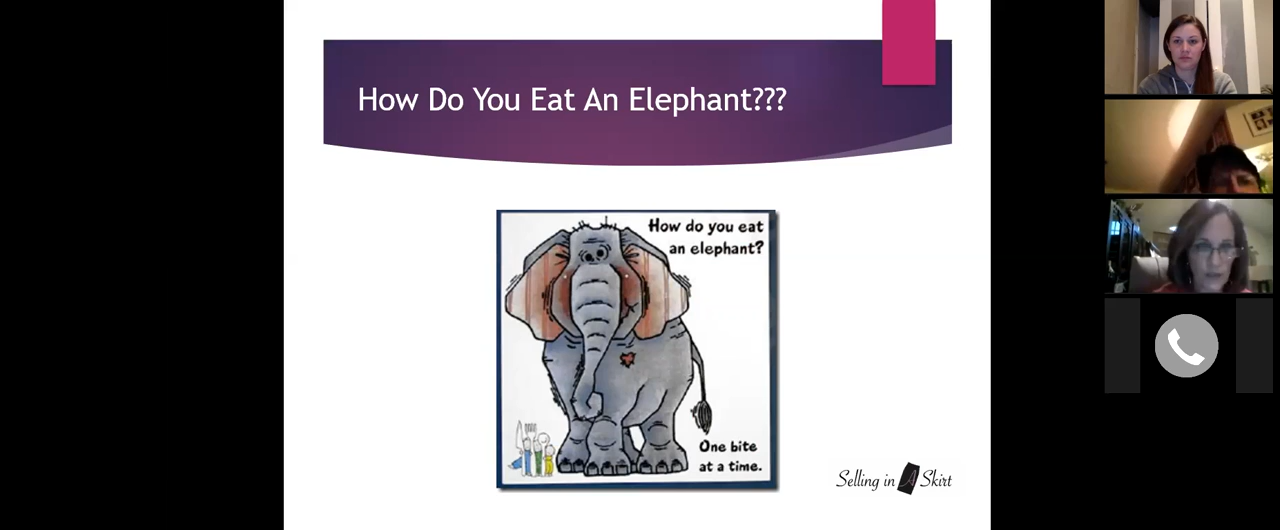 How Do You Eat An Elephant???
How do you eat
an elephant?
One bite
at a time.
Selling in A Skirt